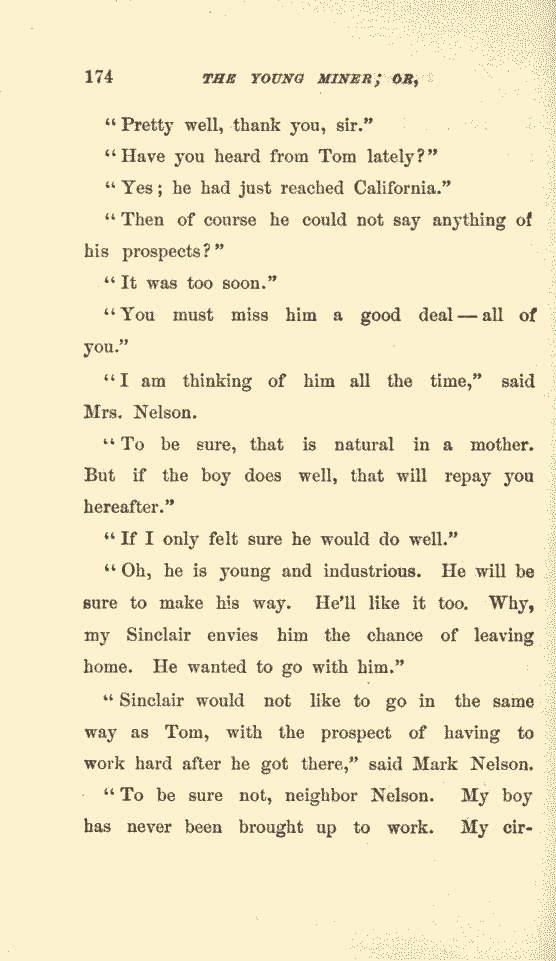 174 THE YOUNG MINER; OR,
“Pretty well, thank you, sir.”
“Have you heard from Tom lately?”
“Yes; he had just reached California.”
“Then of course he could not say anything of
his prospects?”
“It was too soon.”
“You must miss him a good deal—all of
you.”
“I am thinking of him all the time,” said
Mrs. Nelson.
“To be sure, that is natural in a mother.
But if the boy does well, that will repay you
hereafter.”
“If I only felt sure he would do well.”
“Oh, he is young and industrious. He will be
sure to make his way. He'll like it too. Why,
my Sinclair envies him the chance of leaving
home. He wanted to go with him.”
“Sinclair would not like to go in the same
way as Tom, with the prospect of having to
work hard after he got there,” said Mark Nelson.
“To be sure not, neighbor Nelson. My boy
has never been brought up to work. My cir-